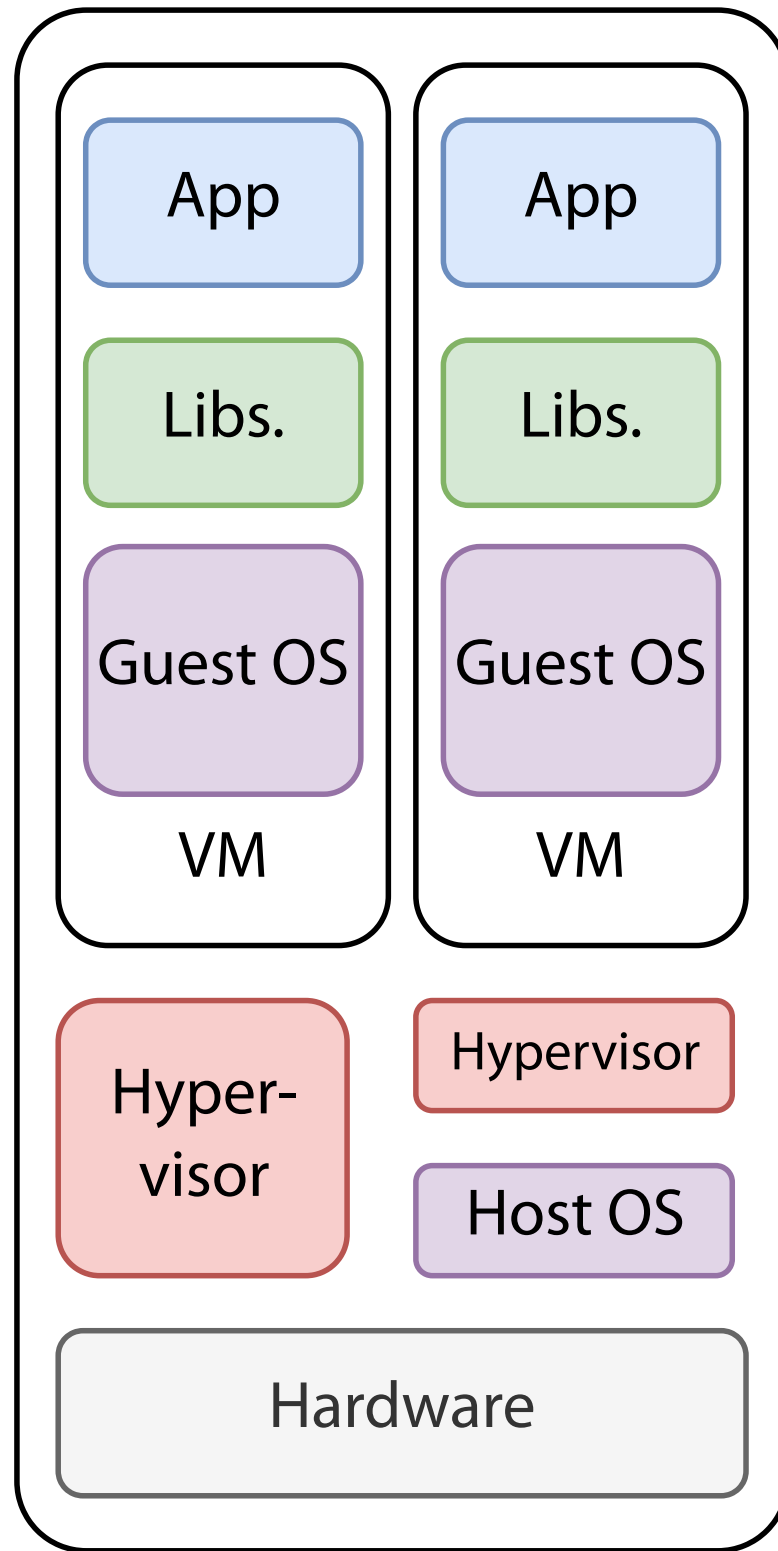 App
App
Libs.
Libs.
Guest OS
Guest OS
VM
VM
Hyper-
visor
Hypervisor
Host OS
Hardware